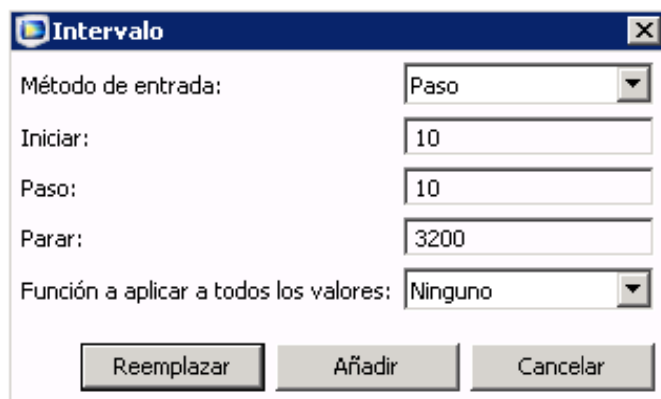 Intervalo
Método de entrada: Paso
Iniciar: 10
Paso: 10
Parar: 3200
Función a aplicar a todos los valores: Ninguno
Reemplazar Añadir Cancelar